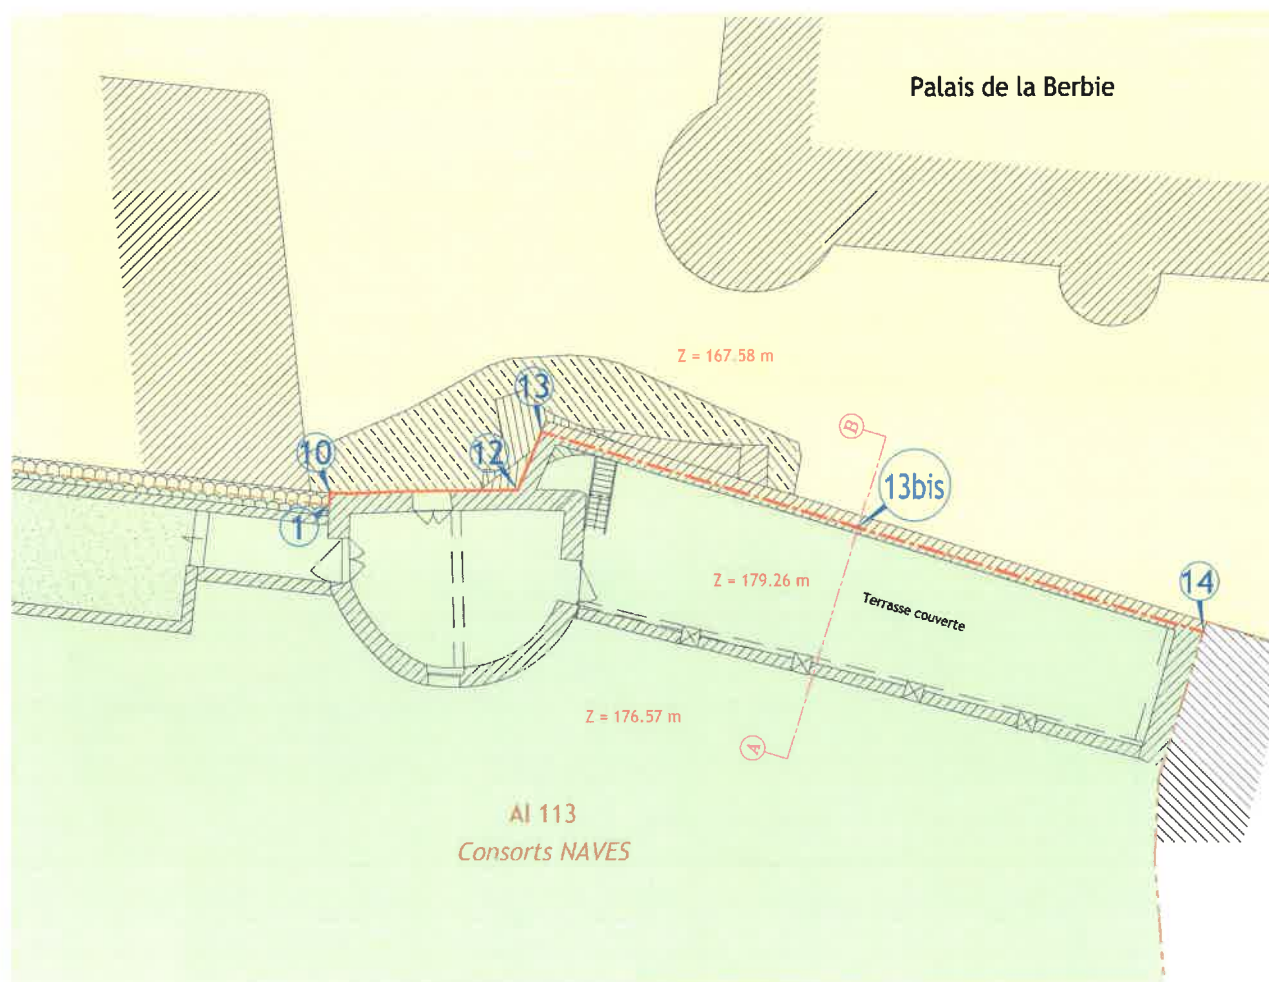 Palais de la Berbie
Z = 167.58 m
13
B
10
12
13bis
1
Z = 179.26 m
14
Terrasse couverte
Z = 176.57 m
A
AI 113
Consorts NAVES